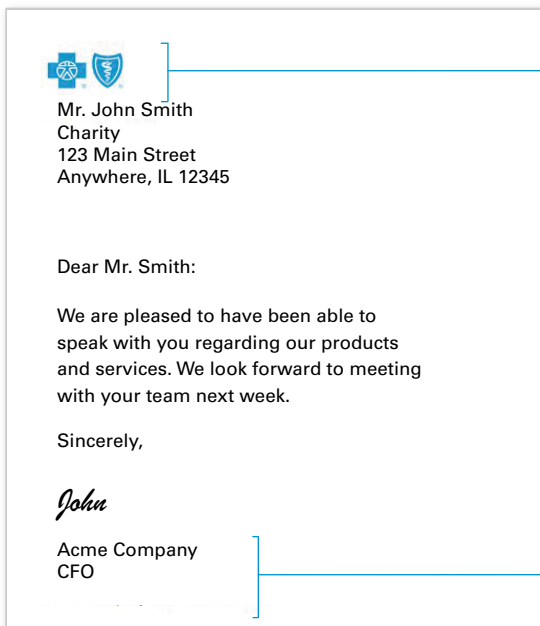 Mr. John Smith
Charity
123 Main Street
Anywhere, IL 12345
Dear Mr. Smith:
We are pleased to have been able to
speak with you regarding our products
and services. We look forward to meeting
with your team next week.
Sincerely,
John
Acme Company
CFO